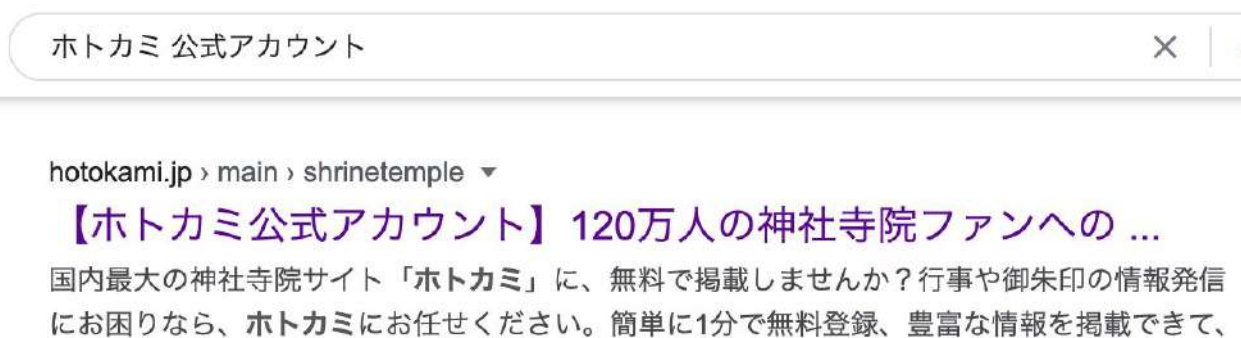 ホトカミ 公式アカウント
hotokami.jp › main › shrinetemple
【ホトカミ公式アカウント】120万人の神社寺院ファンへの ...
国内最大の神社寺院サイト「ホトカミ」に、無料で掲載しませんか？行事や御朱印の情報発信
にお困りなら、ホトカミにお任せください。簡単に1分で無料登録、豊富な情報を掲載できて、